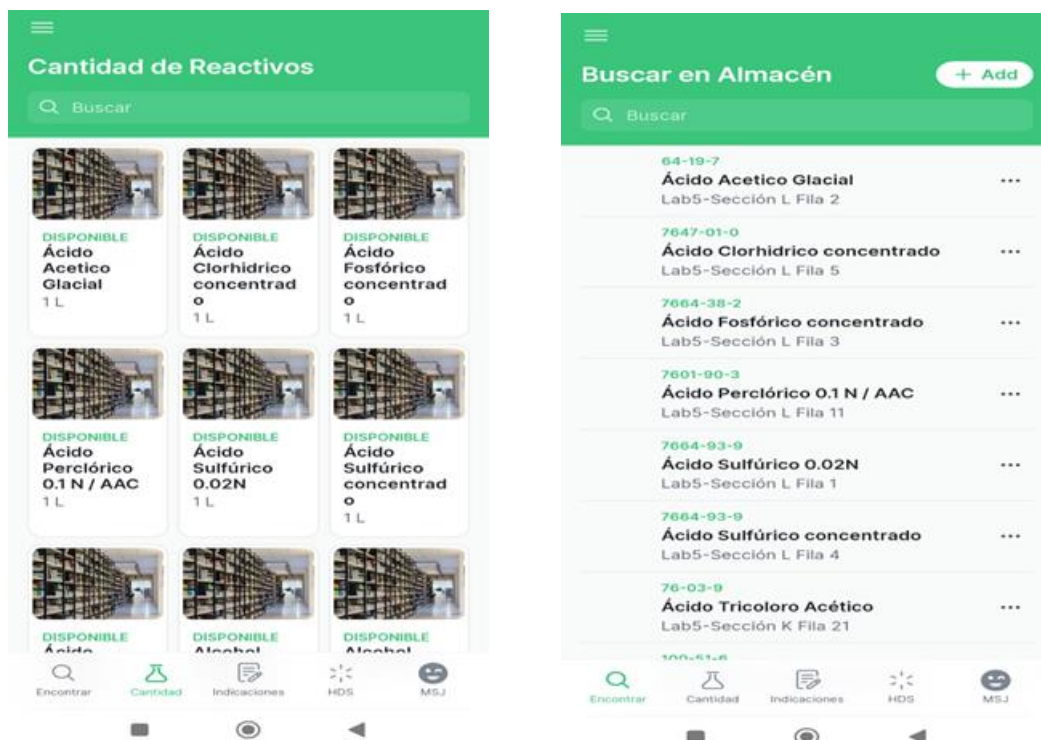 Cantidad de Reactivos
Buscar
DISPONIBLE
Ácido
Acetico
Glacial
1 L
DISPONIBLE
Ácido
Clorhidrico
concentrad
o
1 L
DISPONIBLE
Ácido
Fosfórico
concentrad
o
1 L
DISPONIBLE
Ácido
Perclórico
0.1 N / AAC
1 L
DISPONIBLE
Ácido
Sulfúrico
0.02N
1 L
DISPONIBLE
Ácido
Sulfúrico
concentrad
o
1 L
DISPONIBLE
Ácido
DISPONIBLE
Alcohol
DISPONIBLE
Alcohol
Encontrar
Cantidad
Indicaciones
HDS
MSJ
Buscar en Almacén
+ Add
Buscar
64-19-7
Ácido Acetico Glacial
Lab5-Sección L Fila 2
7647-01-0
Ácido Clorhidrico concentrado
Lab5-Sección L Fila 5
7664-38-2
Ácido Fosfórico concentrado
Lab5-Sección L Fila 3
7601-90-3
Ácido Perclórico 0.1 N / AAC
Lab5-Sección L Fila 11
7664-93-9
Ácido Sulfúrico 0.02N
Lab5-Sección L Fila 1
7664-93-9
Ácido Sulfúrico concentrado
Lab5-Sección L Fila 4
76-03-9
Ácido Tricoloro Acético
Lab5-Sección K Fila 21
100-51-6
Encontrar
Cantidad
Indicaciones
HDS
MSJ